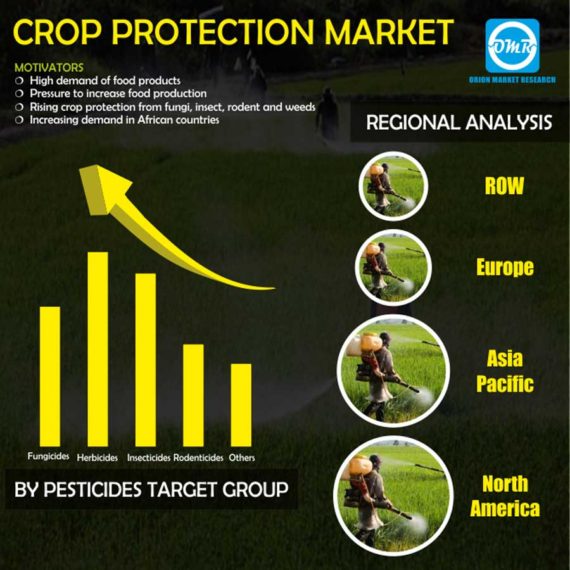 CROP PROTECTION MARKET
OMR
ORION MARKET RESEARCH
MOTIVATORS
High demand of food products
Pressure to increase food production
Rising crop protection from fungi, insect, rodent and weeds
Increasing demand in African countries
REGIONAL ANALYSIS
ROW
Europe
Asia
Pacific
North
America
Fungicides Herbicides Insecticides Rodenticides Others
BY PESTICIDES TARGET GROUP